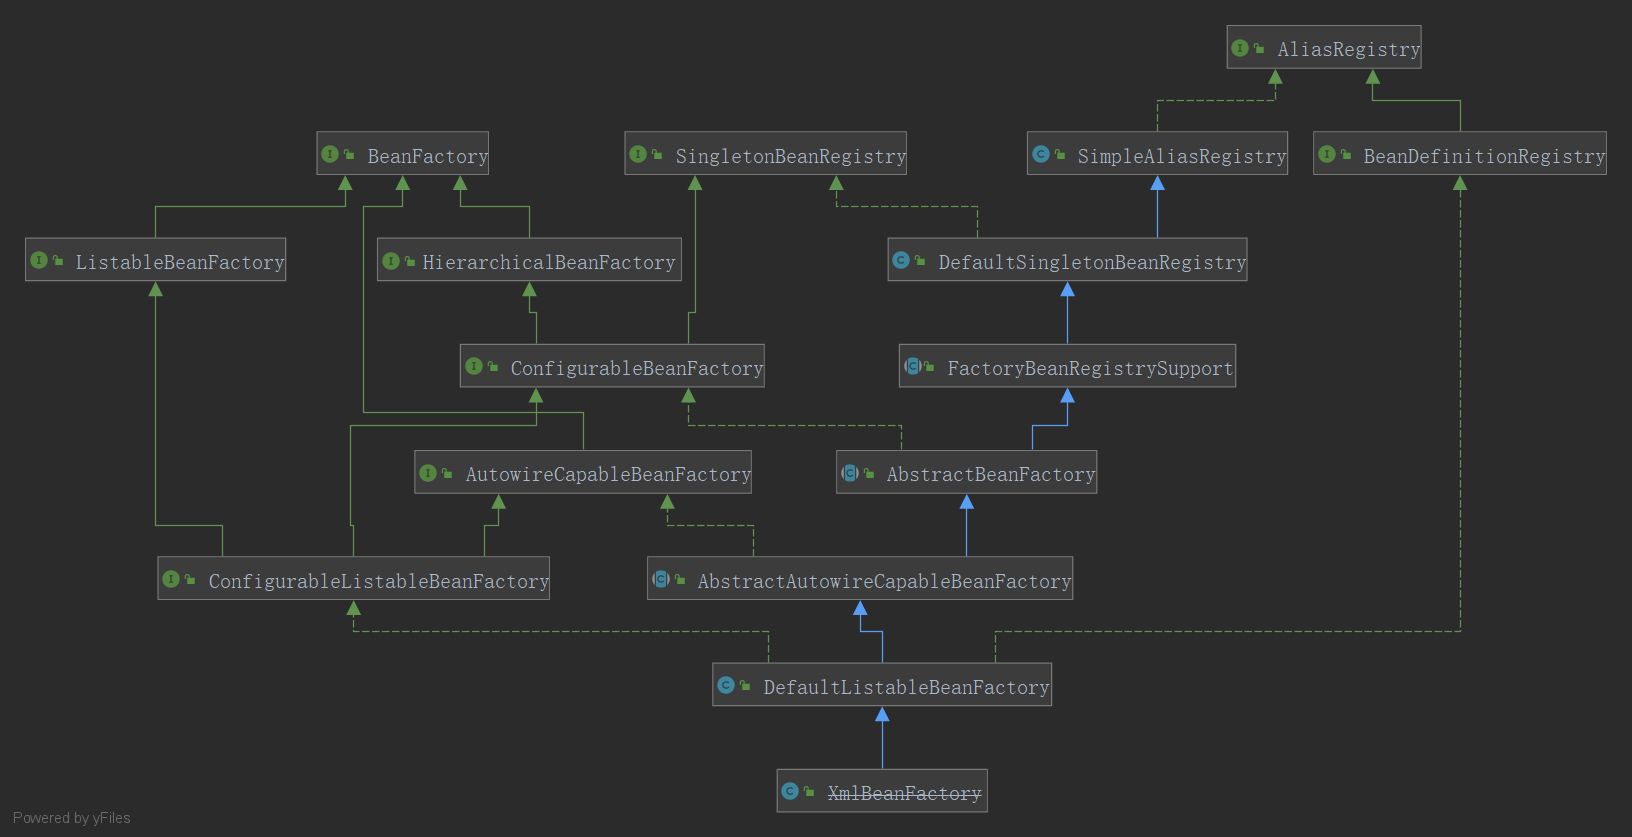 AliasRegistry
BeanFactory
SingletonBeanRegistry
SimpleAliasRegistry
BeanDefinitionRegistry
ListableBeanFactory
HierarchicalBeanFactory
DefaultSingletonBeanRegistry
ConfigurableBeanFactory
FactoryBeanRegistrySupport
AutowireCapableBeanFactory
AbstractBeanFactory
ConfigurableListableBeanFactory
AbstractAutowireCapableBeanFactory
DefaultListableBeanFactory
XmlBeanFactory
Powered by yFiles